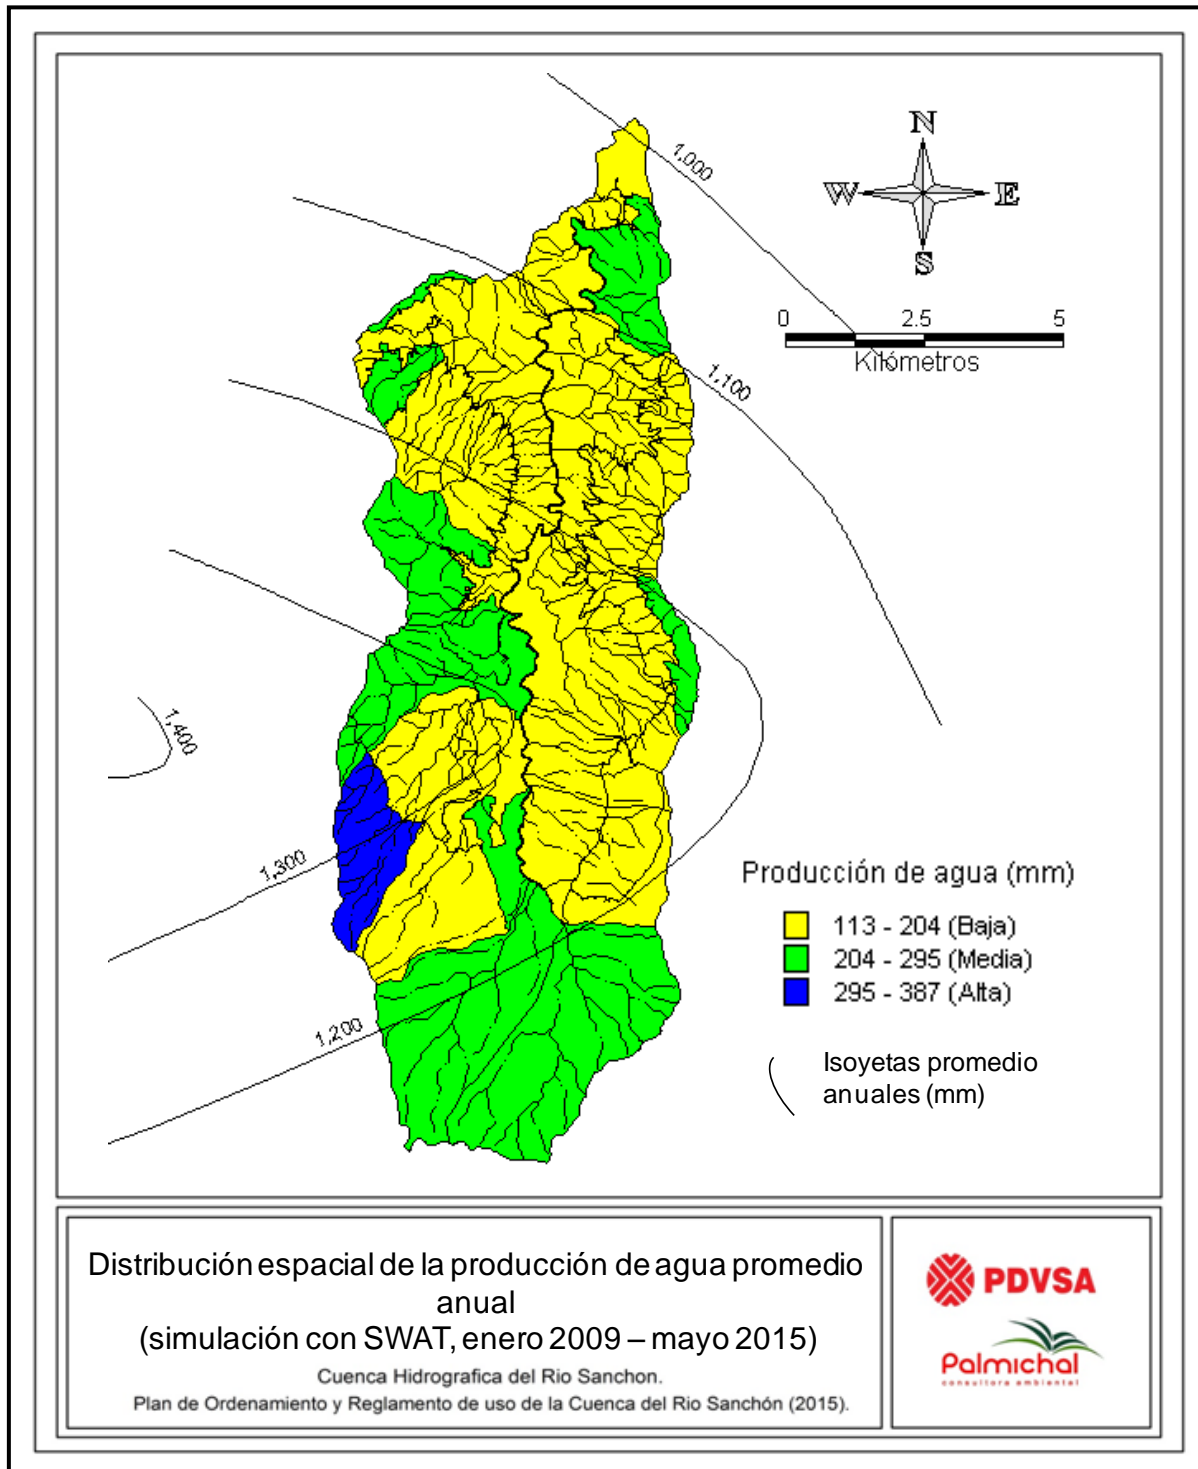 N
W E
S
0 2.5 5
Kilómetros
1,000
1,100
1,400
1,300
1,200
Producción de agua (mm)
113 - 204 (Baja)
204 - 295 (Media)
295 - 387 (Alta)
Isoyetas promedio
anuales (mm)
Distribución espacial de la producción de agua promedio
anual
(simulación con SWAT, enero 2009 – mayo 2015)
Cuenca Hidrografica del Rio Sanchon.
Plan de Ordenamiento y Reglamento de uso de la Cuenca del Rio Sanchón (2015).
PDVSA
Palmichal
consultora ambiental